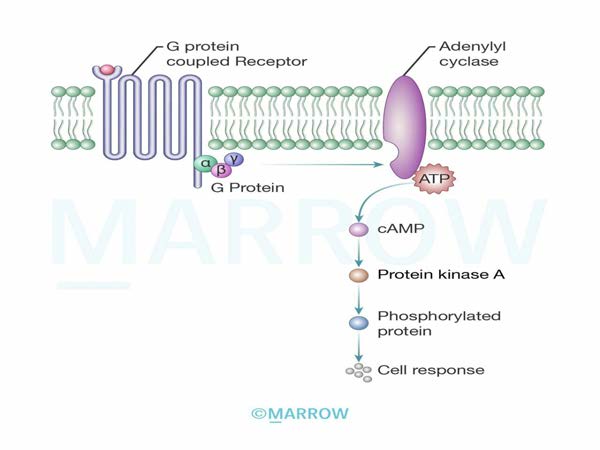 G protein
coupled Receptor
Adenylyl
cyclase
α
β
γ
G Protein
ATP
MARROW
cAMP
Protein kinase A
Phosphorylated
protein
Cell response
©MARROW